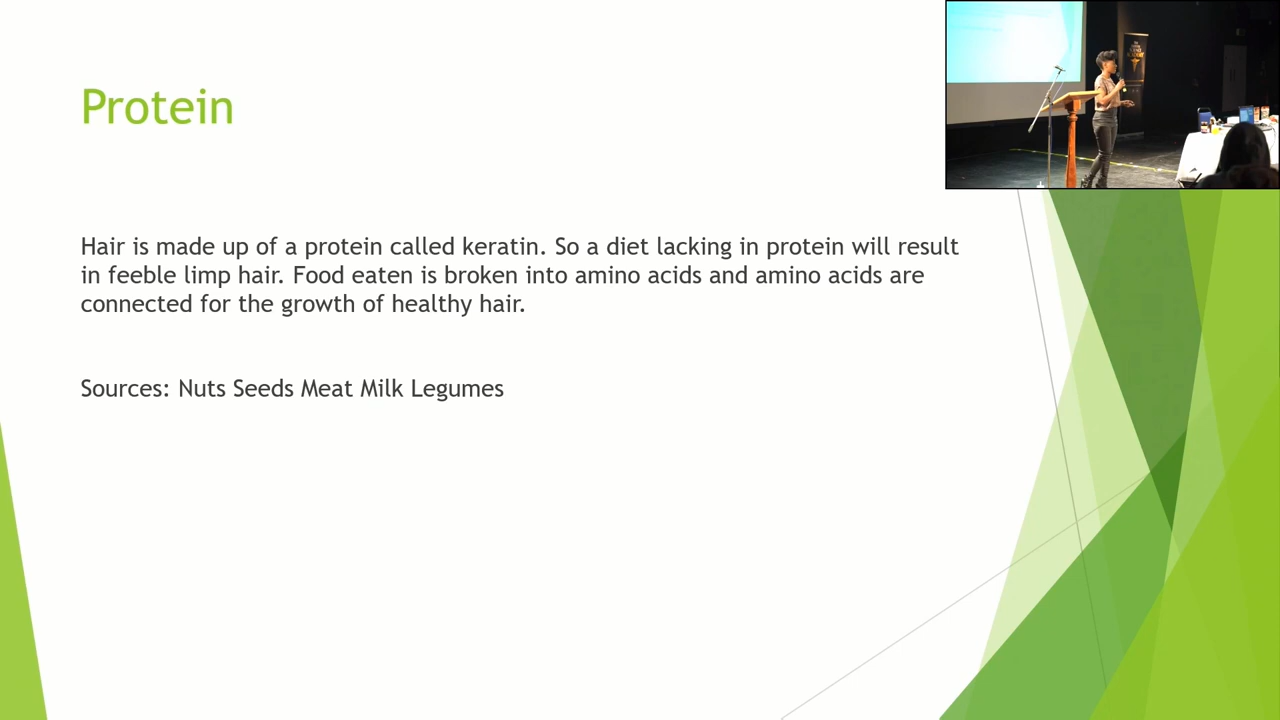 Protein
Hair is made up of a protein called keratin. So a diet lacking in protein will result
in feeble limp hair. Food eaten is broken into amino acids and amino acids are
connected for the growth of healthy hair.
Sources: Nuts Seeds Meat Milk Legumes